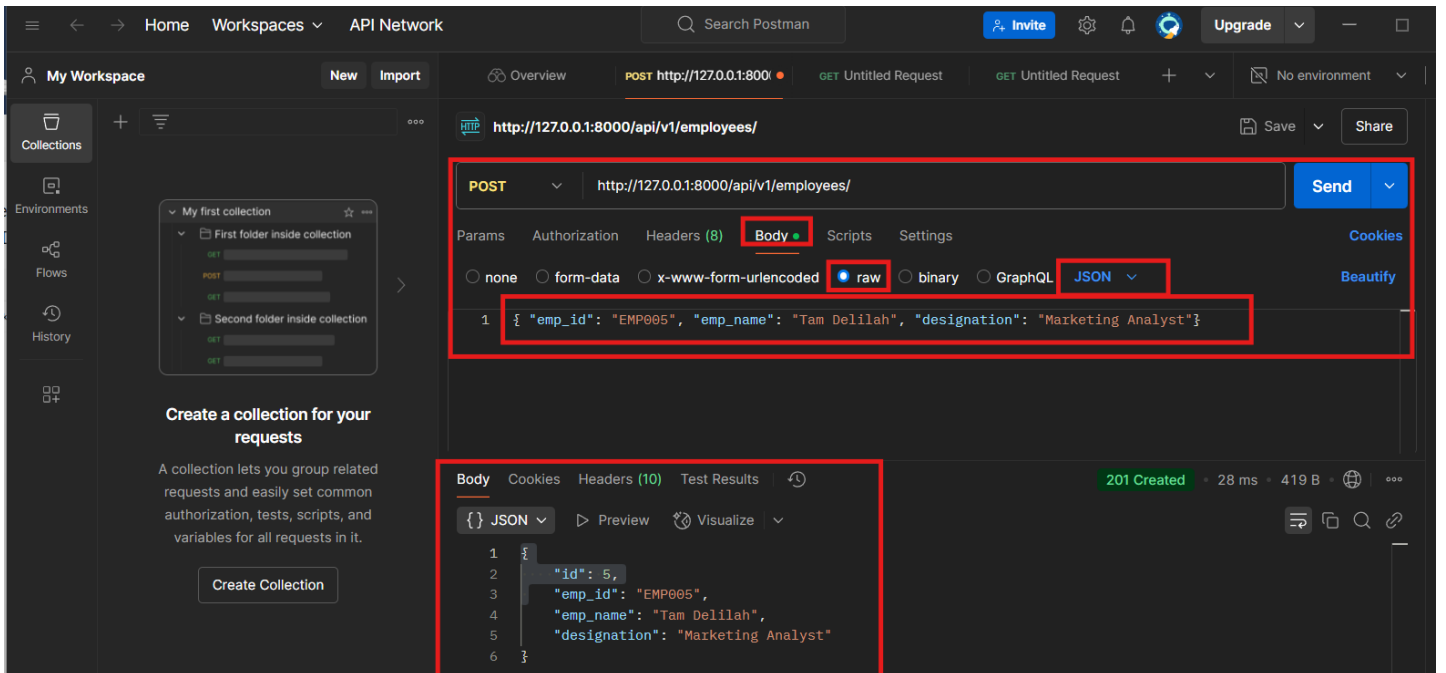 Home Workspaces API Network Search Postman Invite Upgrade
My Workspace New Import Overview POST http://127.0.0.1:800( GET Untitled Request GET Untitled Request No environment
Collections
Environments
Flows
History
My first collection
First folder inside collection
GET
POST
GET
Second folder inside collection
GET
GET
Create a collection for your
requests
A collection lets you group related
requests and easily set common
authorization, tests, scripts, and
variables for all requests in it.
Create Collection
HTTP http://127.0.0.1:8000/api/v1/employees/ Save Share
POST http://127.0.0.1:8000/api/v1/employees/ Send
Params Authorization Headers (8) Body Scripts Settings Cookies
none form-data x-www-form-urlencoded raw binary GraphQL JSON Beautify
1 { "emp_id": "EMP005", "emp_name": "Tam Delilah", "designation": "Marketing Analyst"}
Body Cookies Headers (10) Test Results 201 Created 28 ms 419 B
{} JSON Preview Visualize
1 {
2 "id": 5,
3 "emp_id": "EMP005",
4 "emp_name": "Tam Delilah",
5 "designation": "Marketing Analyst"
6 }